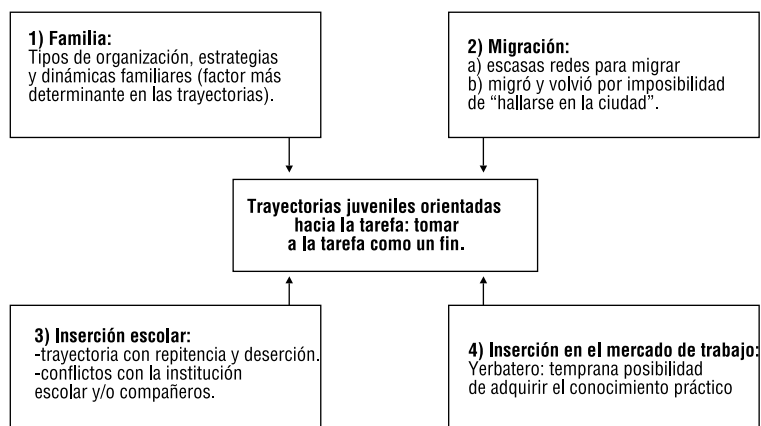 1) Familia:
Tipos de organización, estrategias
y dinámicas familiares (factor más
determinante en las trayectorias).
2) Migración:
a) escasas redes para migrar
b) migró y volvió por imposibilidad
de “hallarse en la ciudad”.
Trayectorias juveniles orientadas
hacia la tarefa: tomar
a la tarefa como un fin.
3) Inserción escolar:
-trayectoria con repitencia y deserción.
-conflictos con la institución
escolar y/o compañeros.
4) Inserción en el mercado de trabajo:
Yerbatero: temprana posibilidad
de adquirir el conocimiento práctico